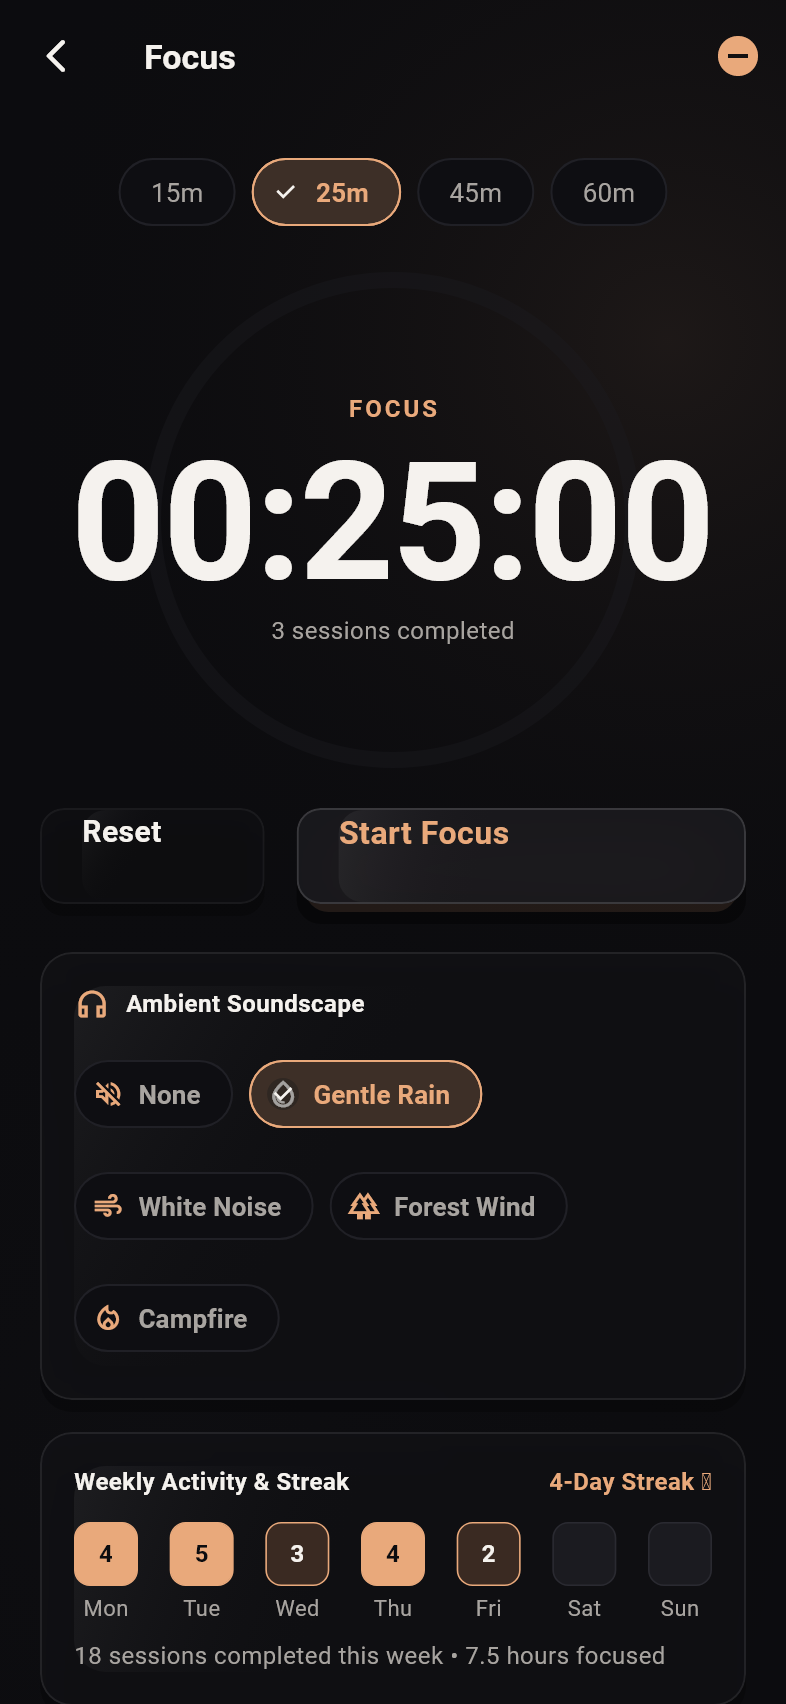 Focus
15m 25m 45m 60m
FOCUS
00:25:00
3 sessions completed
Reset Start Focus
Ambient Soundscape
None Gentle Rain
White Noise Forest Wind
Campfire
Weekly Activity & Streak 4-Day Streak
4 5 3 4 2
Mon Tue Wed Thu Fri Sat Sun
18 sessions completed this week • 7.5 hours focused